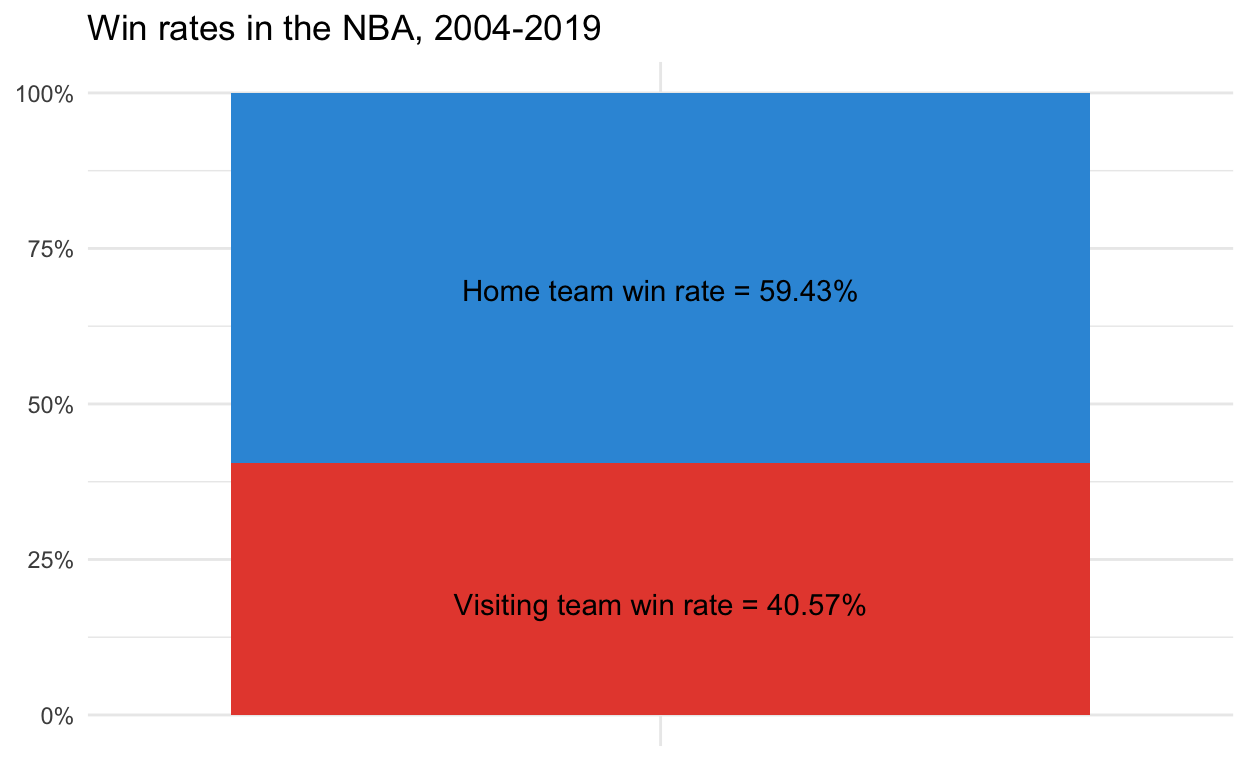 Win rates in the NBA, 2004-2019
100%
75%
Home team win rate = 59.43%
50%
25%
Visiting team win rate = 40.57%
0%